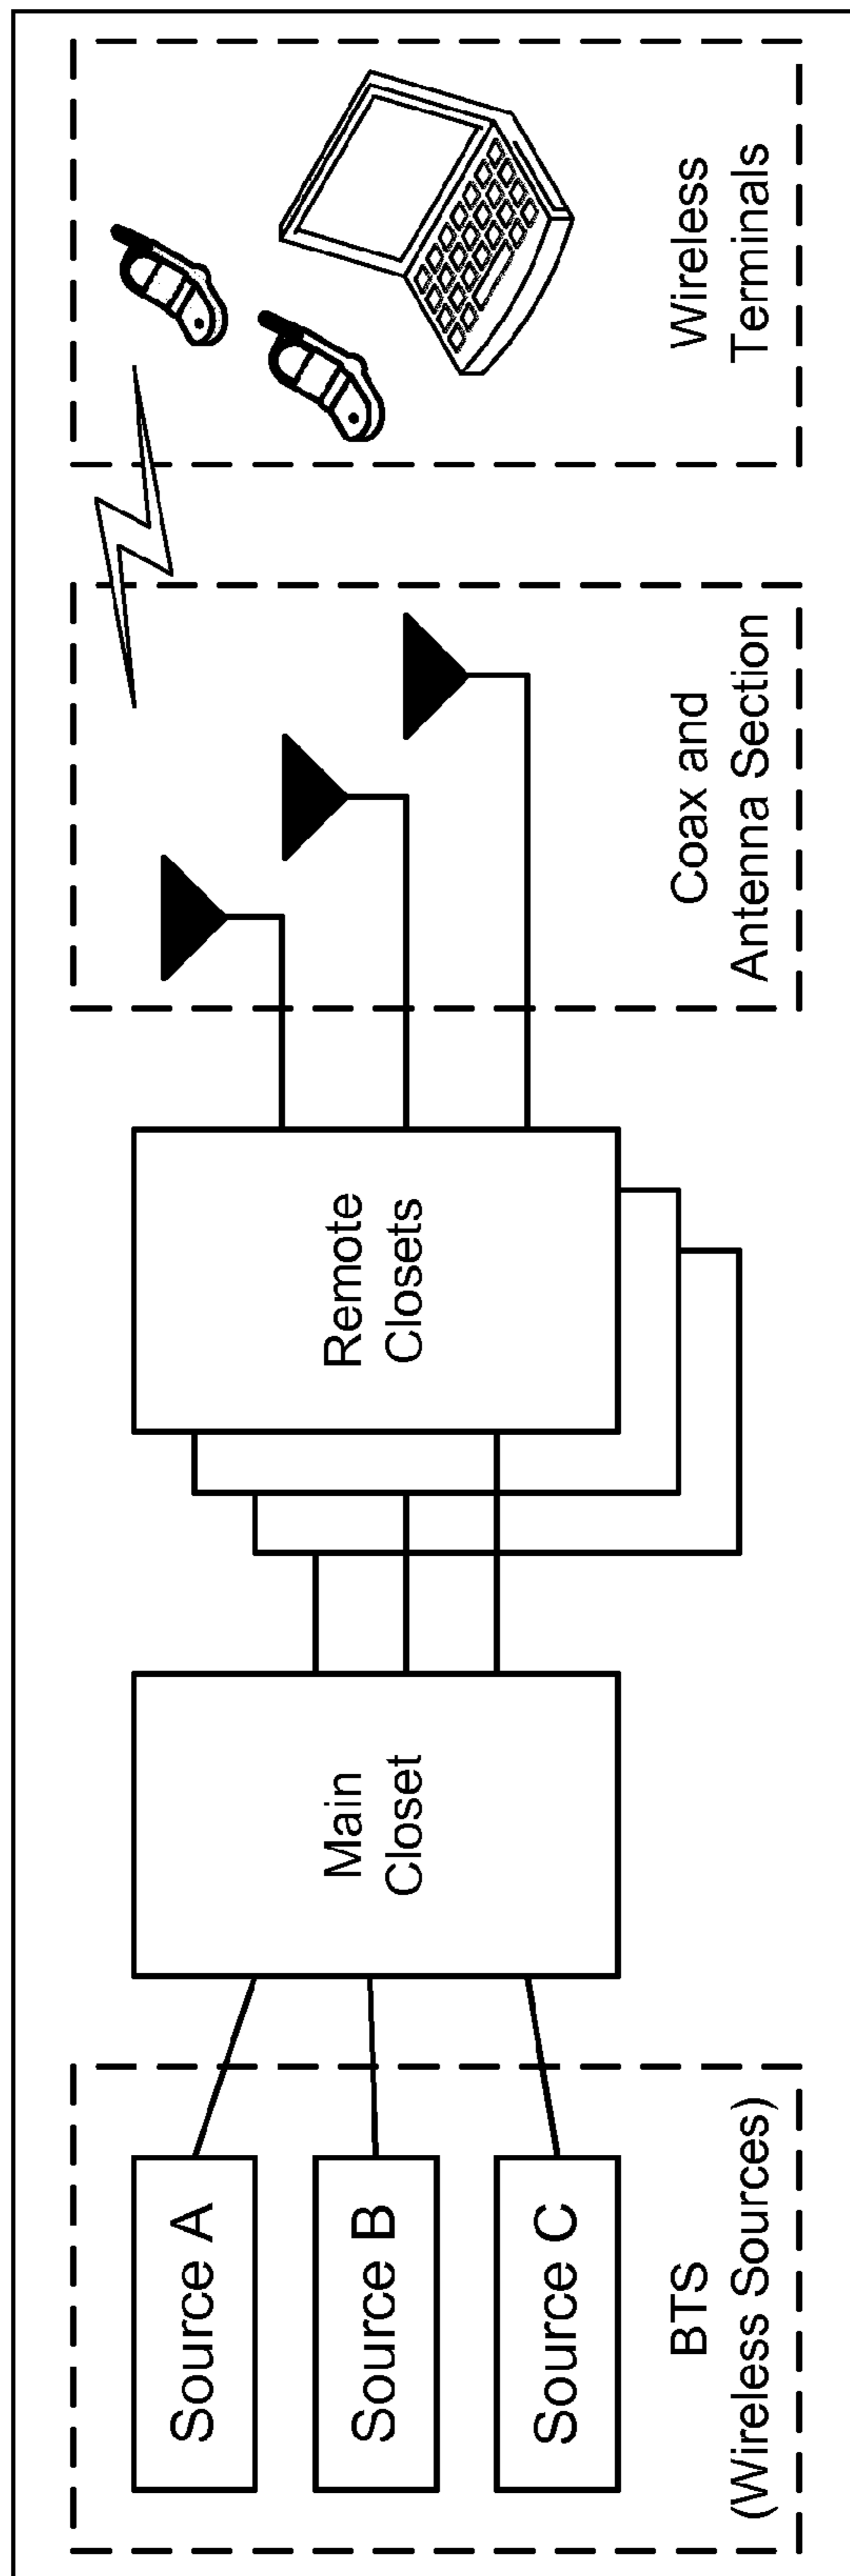 Source A
Source B
Source C
BTS
(Wireless Sources)
Main
Closet
Remote
Closets
Coax and
Antenna Section
Wireless
Terminals